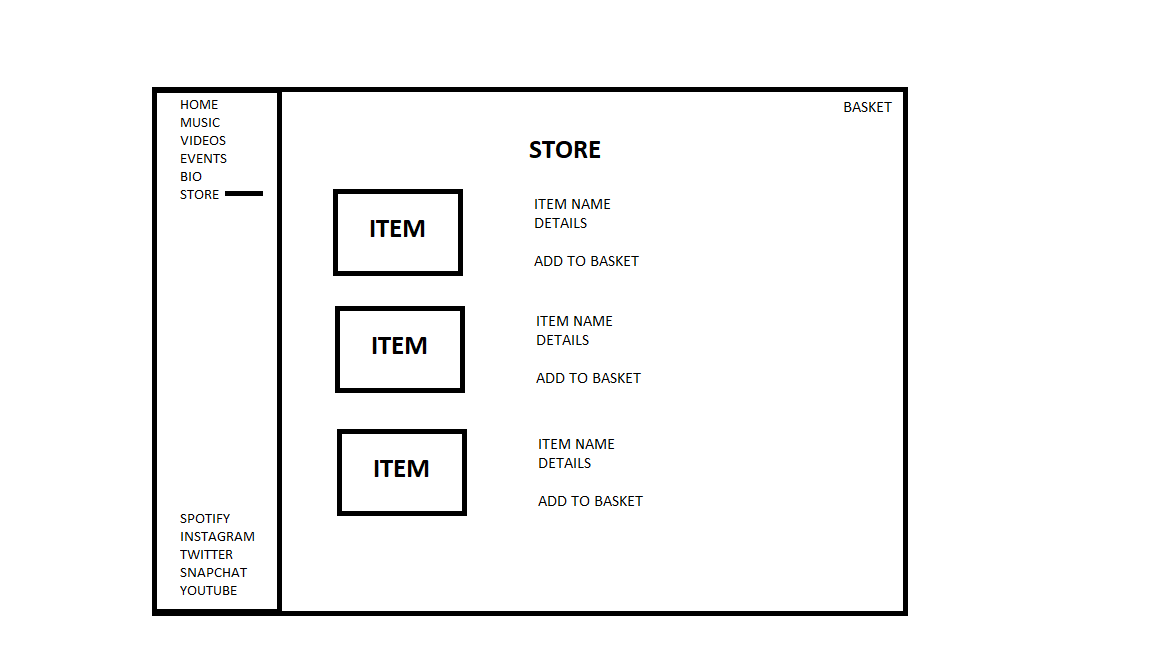 HOME
MUSIC
VIDEOS
EVENTS
BIO
STORE
SPOTIFY
INSTAGRAM
TWITTER
SNAPCHAT
YOUTUBE
BASKET
STORE
ITEM
ITEM NAME
DETAILS
ADD TO BASKET
ITEM
ITEM NAME
DETAILS
ADD TO BASKET
ITEM
ITEM NAME
DETAILS
ADD TO BASKET